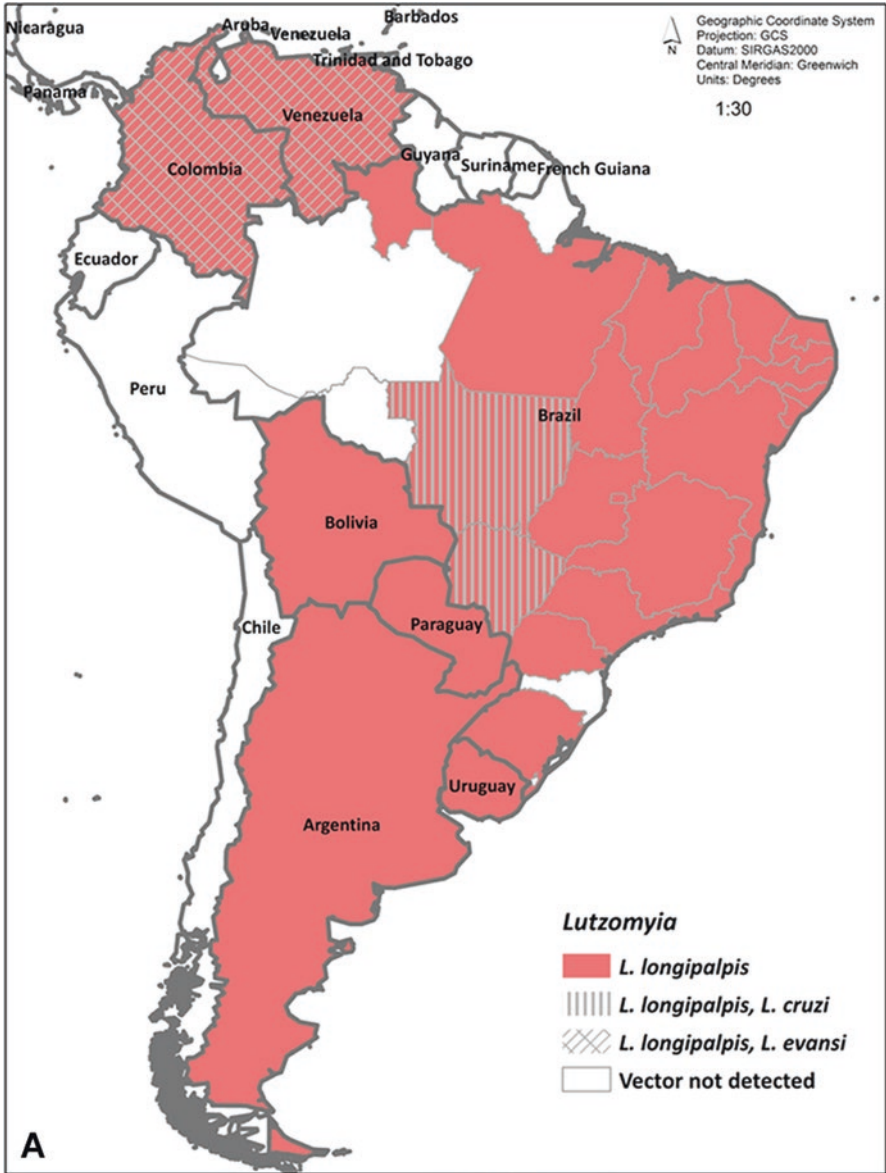 Nicaragua
Aruba
Venezuela
Barbados
Trinidad and Tobago
Panama
Geographic Coordinate System
Projection: GCS
Datum: SIRGAS2000
Central Meridian: Greenwich
Units: Degrees
N
1:30
Venezuela
Colombia
Guyana
Suriname
French Guiana
Ecuador
Peru
Brazil
Bolivia
Paraguay
Chile
Uruguay
Argentina
Lutzomyia
L. longipalpis
L. longipalpis, L. cruzi
L. longipalpis, L. evansi
Vector not detected
A